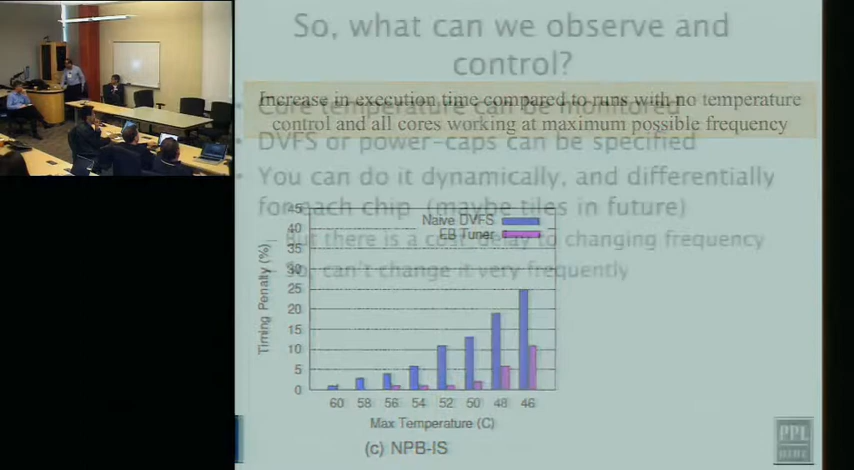 So, what can we observe and
control?
Increase in execution time compared to runs with no temperature
control and all cores working at maximum possible frequency
Core temperature can be monitored
DVFS or power-caps can be specified
You can do it dynamically, and differentially
for each chip (maybe tiles in future)
But there is a cost delay to changing frequency
So, can't change it very frequently
Naive DVFS
EB Tuner
Timing Penalty (%)
45
40
35
30
25
20
15
10
5
0
60 58 56 54 52 50 48 46
Max Temperature (C)
(c) NPB-IS
PPL